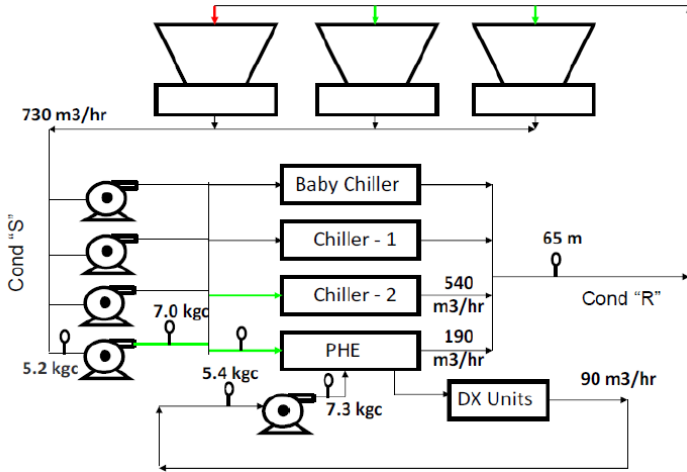 730 m3/hr
Baby Chiller
Cond "S"
Chiller - 1
65 m
Cond "R"
Chiller - 2
540
m3/hr
7.0 kgc
PHE
190
m3/hr
5.2 kgc
5.4 kgc
7.3 kgc
DX Units
90 m3/hr